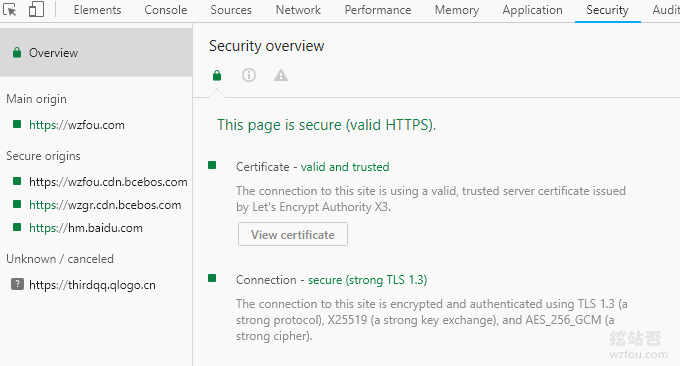 Elements Console Sources Network Performance Memory Application Security Audit
Overview
Main origin
https://wzfou.com
Secure origins
https://wzfou.cdn.bcebos.com
https://wzgr.cdn.bcebos.com
https://hm.baidu.com
Unknown / canceled
? https://thirdqq.qlogo.cn
Security overview
This page is secure (valid HTTPS).
Certificate - valid and trusted
The connection to this site is using a valid, trusted server certificate issued
by Let's Encrypt Authority X3.
View certificate
Connection - secure (strong TLS 1.3)
The connection to this site is encrypted and authenticated using TLS 1.3 (a
strong protocol), X25519 (a strong key exchange), and AES_256_GCM (a
strong cipher).
挖站否
wzfou.com